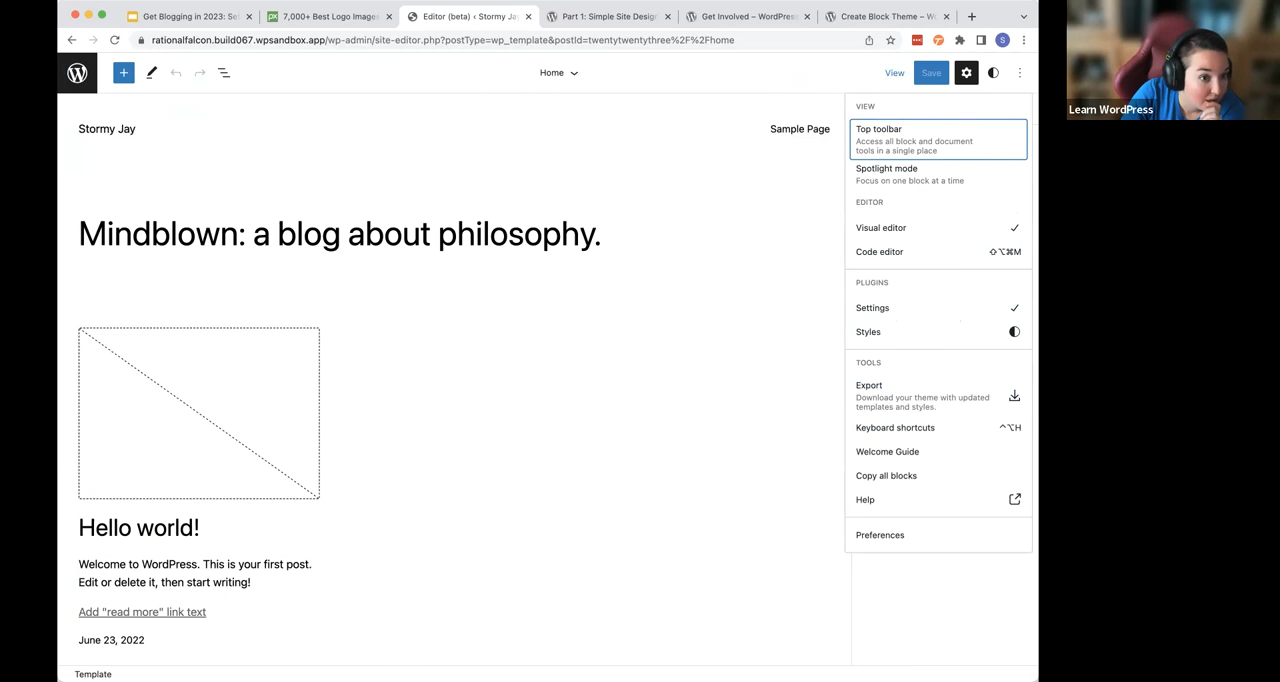 Get Blogging in 2023: Se
7,000+ Best Logo Images
Editor (beta) ‹ Stormy Ja
Part 1: Simple Site Design
Get Involved – WordPress
Create Block Theme – W
rationalfalcon.build067.wpsandbox.app/wp-admin/site-editor.php?postType=wp_template&postId=twentytwentythree%2F%2Fhome
S
Home
View
Save
Learn WordPress
Stormy Jay
Sample Page
Mindblown: a blog about philosophy.
Hello world!
Welcome to WordPress. This is your first post.
Edit or delete it, then start writing!
Add "read more" link text
June 23, 2022
Template
VIEW
Top toolbar
Access all block and document
tools in a single place
Spotlight mode
Focus on one block at a time
EDITOR
Visual editor
Code editor ⇧⌥⌘M
PLUGINS
Settings
Styles
TOOLS
Export
Download your theme with updated
templates and styles.
Keyboard shortcuts ^⌥H
Welcome Guide
Copy all blocks
Help
Preferences